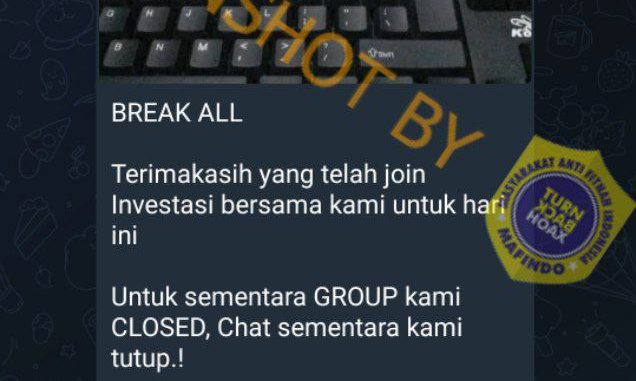 G
J
K
L
B
N
M
Shift
KO
SHOT BY
BREAK ALL
Terimakasih yang telah join
Investasi bersama kami untuk hari
ini
Untuk sementara GROUP kami
CLOSED, Chat sementara kami
tutup.!
MASYARAKAT ANTI FITNAH INDONESIA
TURN
BACK
HOAX
MAFINDO